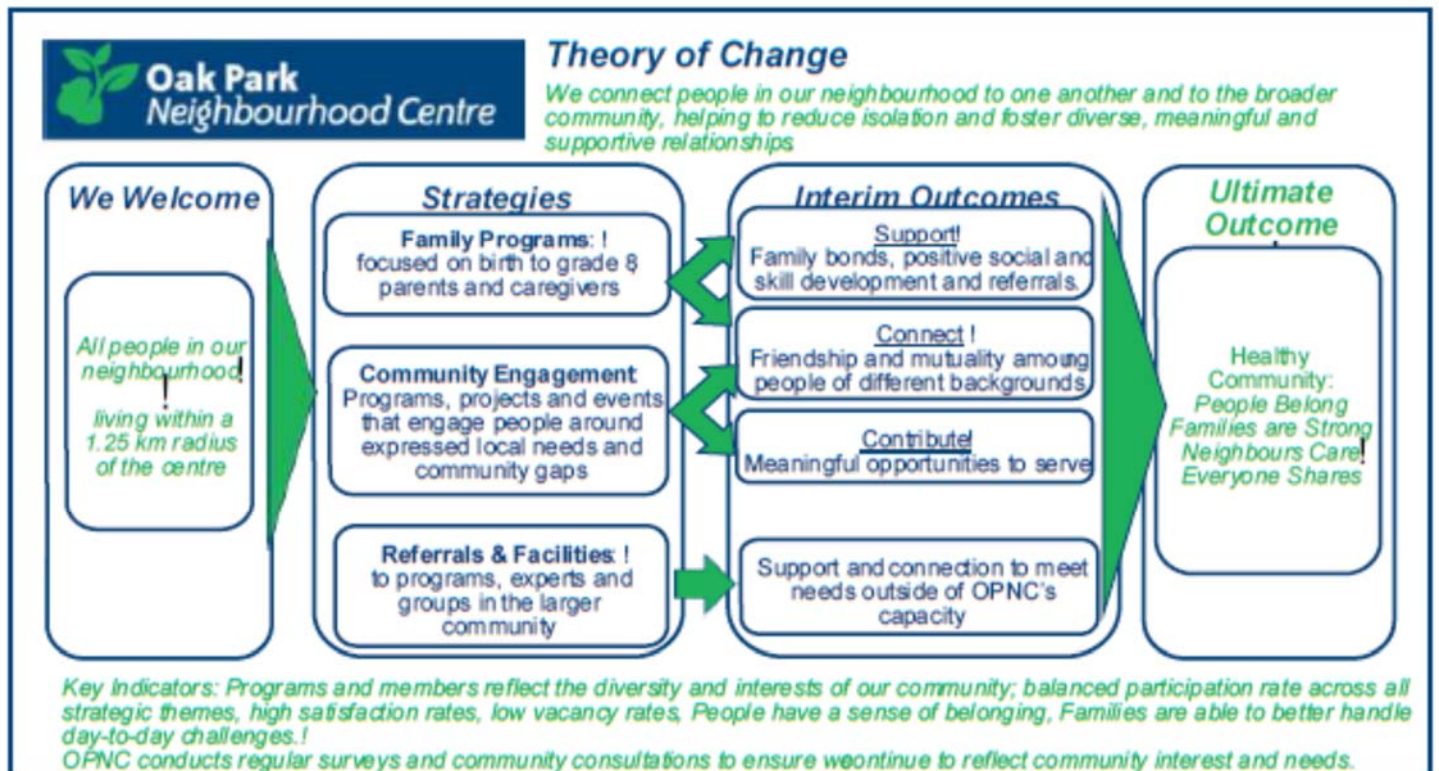 Oak Park
Neighbourhood Centre
Theory of Change
We connect people in our neighbourhood to one another and to the broader
community, helping to reduce isolation and foster diverse, meaningful and
supportive relationships
We Welcome
All people in our
neighbourhood!
!
living within a
1.25 km radius
of the centre
Strategies
Family Programs: !
focused on birth to grade 8,
parents and caregivers
Community Engagement
Programs, projects and events
that engage people around
expressed local needs and
community gaps
Referrals & Facilities: !
to programs, experts and
groups in the larger
community
Interim Outcomes
Support!
Family bonds, positive social and
skill development and referrals.
Connect !
Friendship and mutuality amoung
people of different backgrounds
Contribute!
Meaningful opportunities to serve
Support and connection to meet
needs outside of OPNC's
capacity
Ultimate
Outcome
Healthy
Community:
People Belong
Families are Strong
Neighbours Care!
Everyone Shares
Key Indicators: Programs and members reflect the diversity and interests of our community; balanced participation rate across all
strategic themes, high satisfaction rates, low vacancy rates, People have a sense of belonging, Families are able to better handle
day-to-day challenges.!
OPNC conducts regular surveys and community consultations to ensure we continue to reflect community interest and needs.